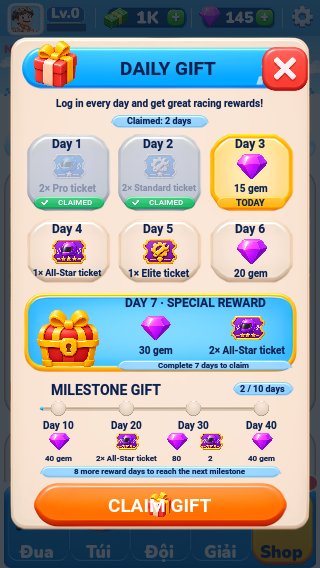 Lv.0
1K
145
DAILY GIFT
Log in every day and get great racing rewards!
Claimed: 2 days
Day 1
2× Pro ticket
CLAIMED
Day 2
2× Standard ticket
CLAIMED
Day 3
15 gem
TODAY
Day 4
1× All-Star ticket
Day 5
1× Elite ticket
Day 6
20 gem
DAY 7 · SPECIAL REWARD
30 gem
2× All-Star ticket
Complete 7 days to claim
MILESTONE GIFT
2 / 10 days
Day 10
Day 20
Day 30
Day 40
40 gem
2× All-Star ticket
80
2
40 gem
8 more reward days to reach the next milestone
CLAIM GIFT
Đua
Túi
Đội
Giải
Shop